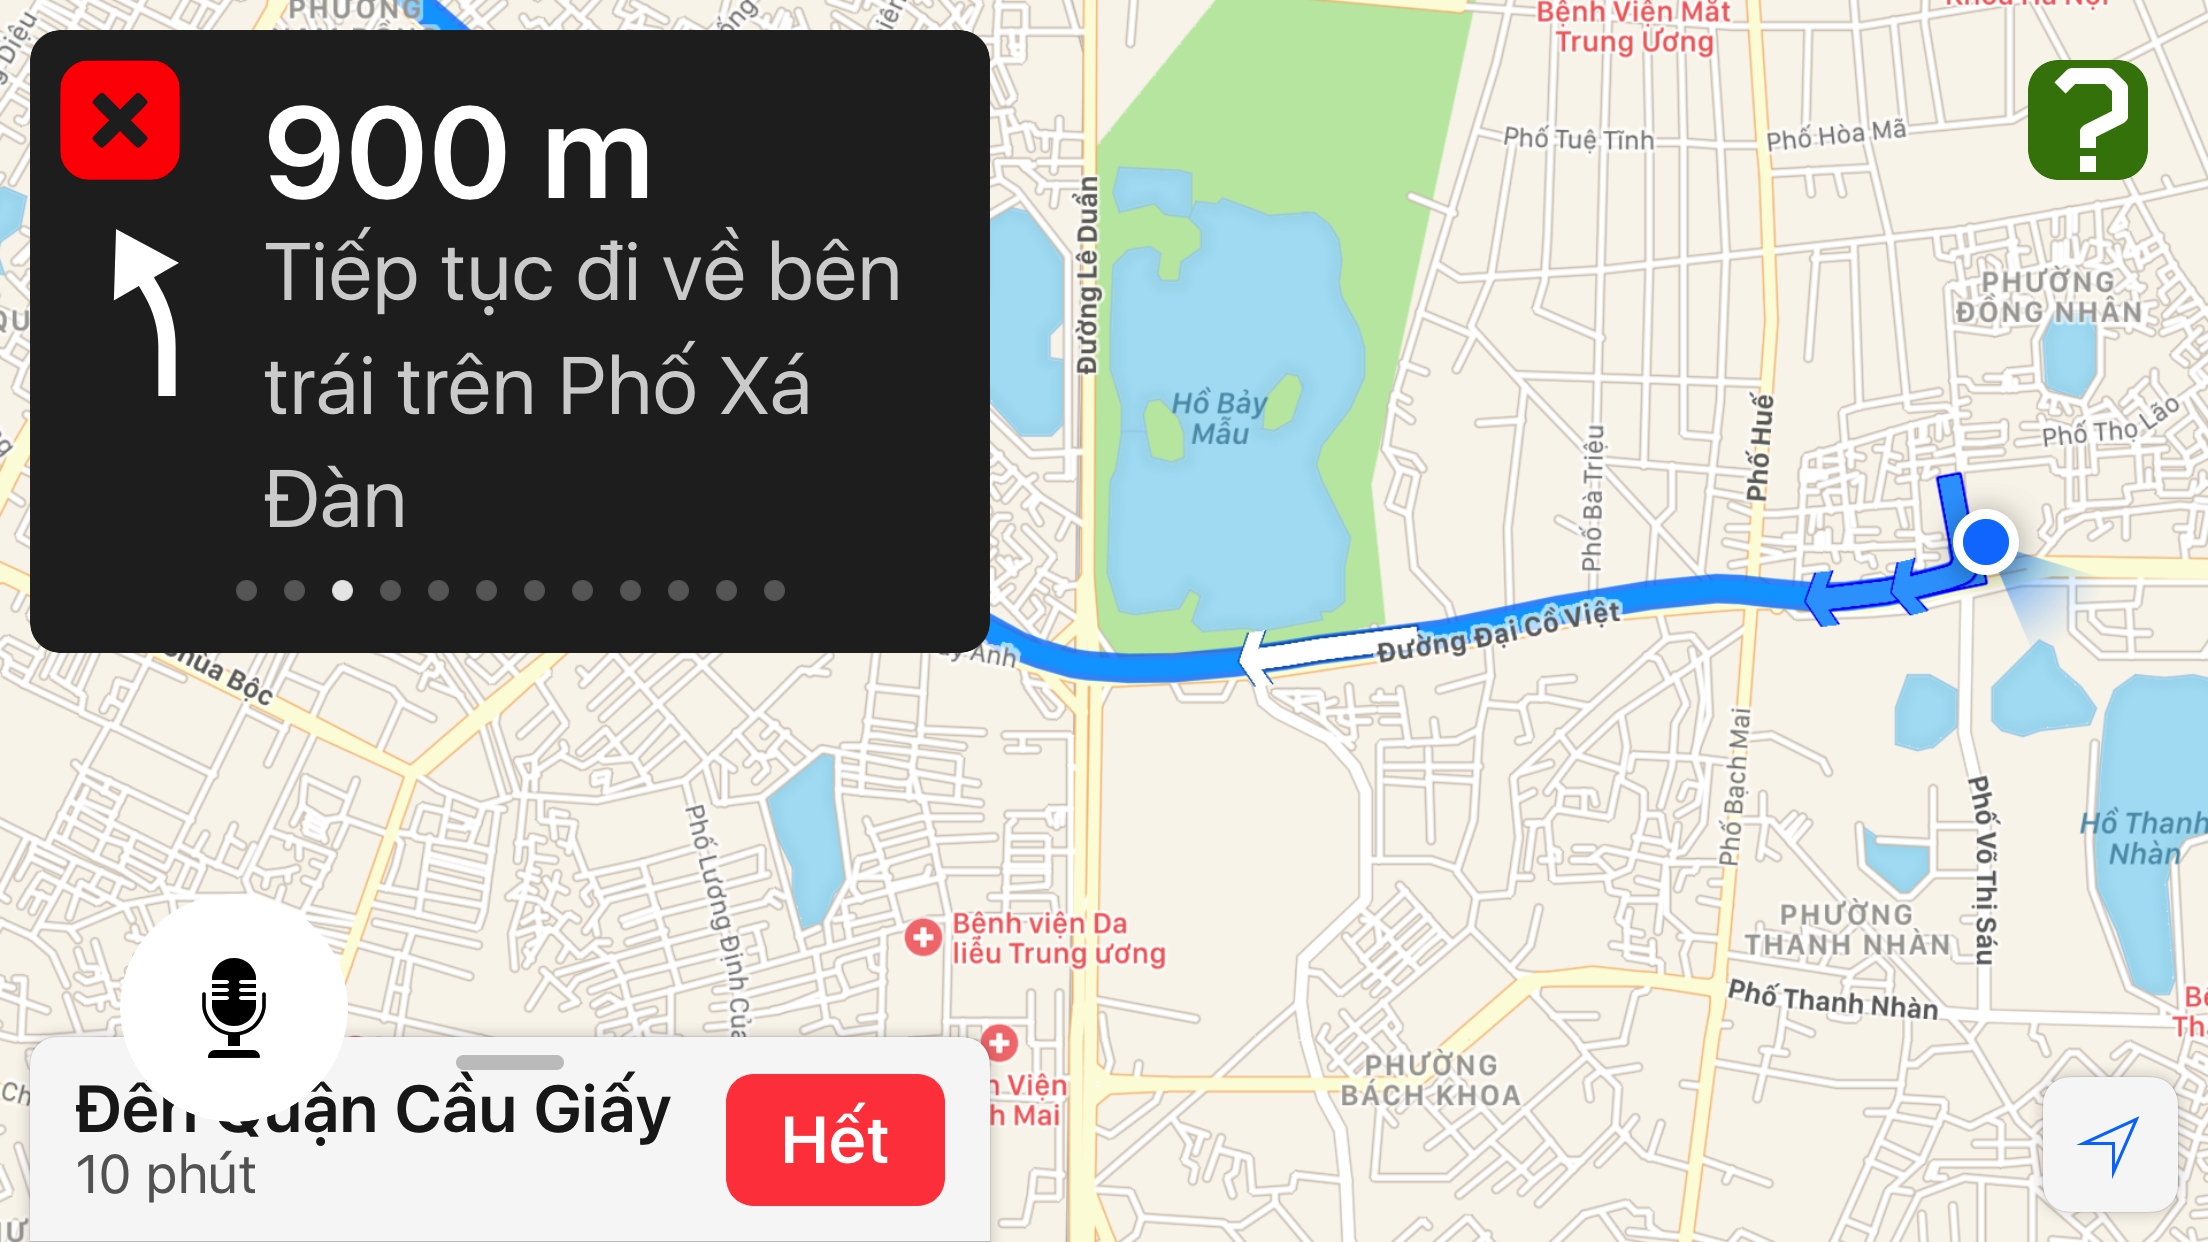 PHƯỜNG
900 m
Tiếp tục đi về bên
trái trên Phố Xá
Đàn
Bệnh Viện Mắt
Trung Ương
Phố Tuệ Tĩnh
Phố Hòa Mã
Đường Lê Duẩn
PHƯỜNG
ĐỒNG NHÂN
Hồ Bảy
Mẫu
Phố Huế
Phố Thọ Lão
Phố Bà Triệu
Đường Đại Cồ Việt
Phố Bạch Mai
Phố Võ Thị Sáu
Hồ Thanh
Nhàn
Phố Lương Định Của
Bệnh viện Da
liễu Trung ương
PHƯỜNG
THANH NHÀN
Phố Thanh Nhàn
PHƯỜNG
BÁCH KHOA
Viện
Mai
Đến Quận Cầu Giấy
10 phút
Hết